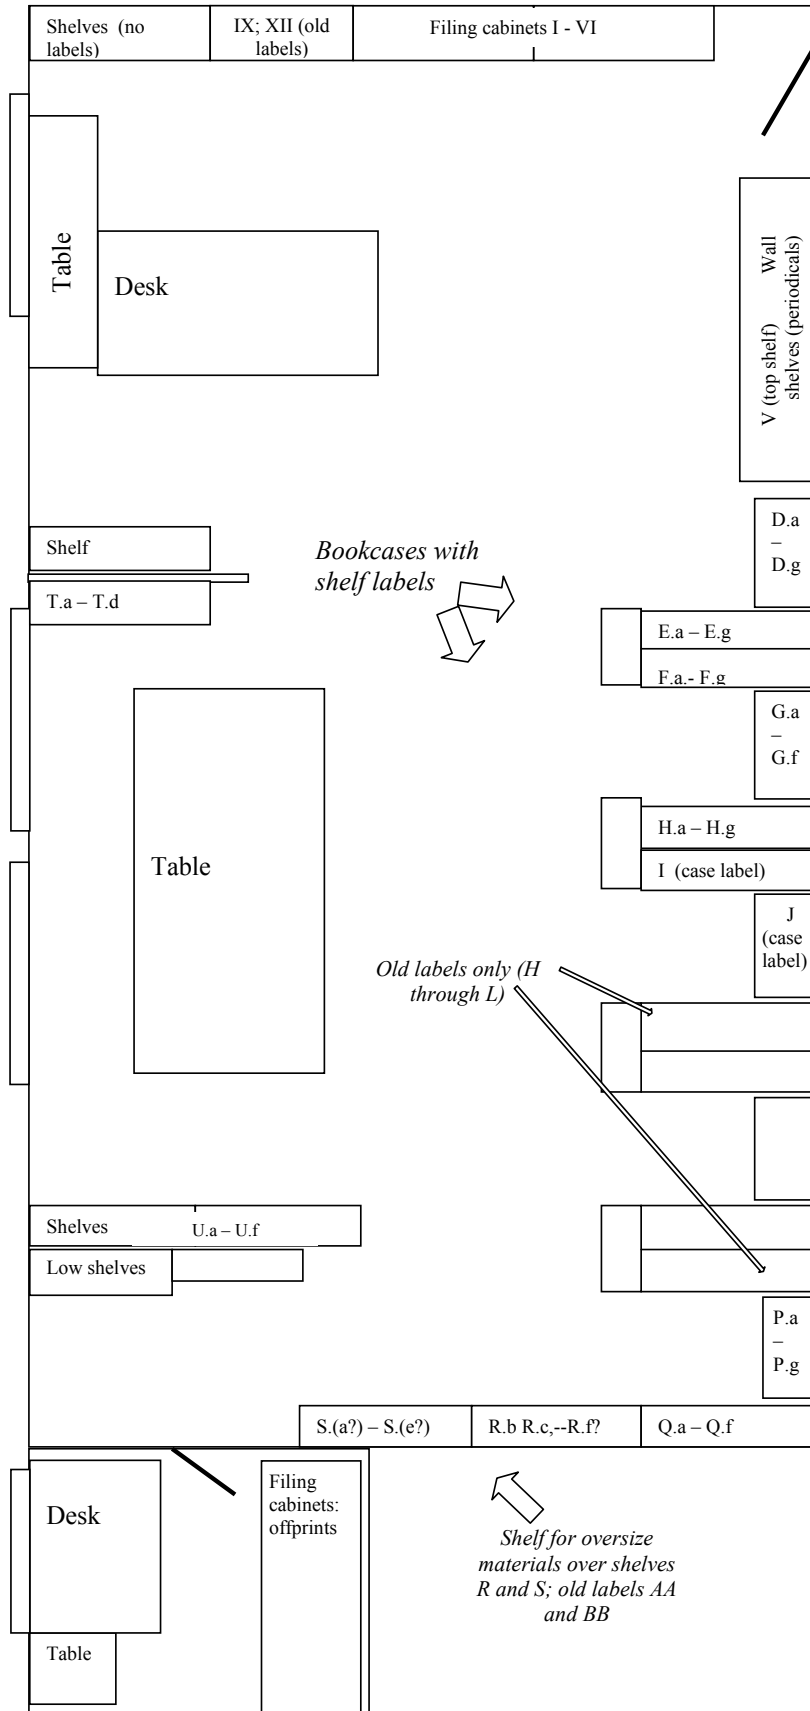 Shelves (no
labels)
IX; XII (old
labels)
Filing cabinets I - VI
Table
Desk
Wall
V (top shelf) shelves (periodicals)
D.a
–
D.g
Shelf
T.a – T.d
Bookcases with
shelf labels
E.a – E.g
F.a.- F.g
G.a
–
G.f
H.a – H.g
I (case label)
Table
J
(case
label)
Old labels only (H
through L)
Shelves
U.a – U.f
Low shelves
P.a
–
P.g
S.(a?) – S.(e?)
R.b R.c,--R.f?
Q.a – Q.f
Desk
Filing
cabinets:
offprints
Shelf for oversize
materials over shelves
R and S; old labels AA
and BB
Table